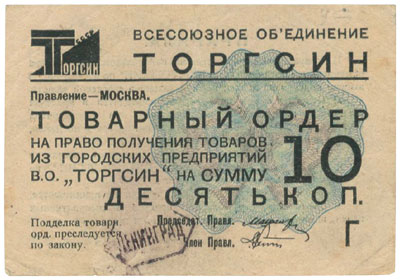 СССР
ТОРГСИН
ВСЕСОЮЗНОЕ ОБ'ЕДИНЕНИЕ
ТОРГСИН
Правление—МОСКВА.
ТОВАРНЫЙ ОРДЕР
НА ПРАВО ПОЛУЧЕНИЯ ТОВАРОВ
ИЗ ГОРОДСКИХ ПРЕДПРИЯТИЙ
В.О. „ТОРГСИН" НА СУММУ
10
ДЕСЯТЬ КОП.
Подделка товарн.
орд. преследуется
по закону.
Председат. Правл.
Член Правл.
Г
ЛЕНИНГРАД